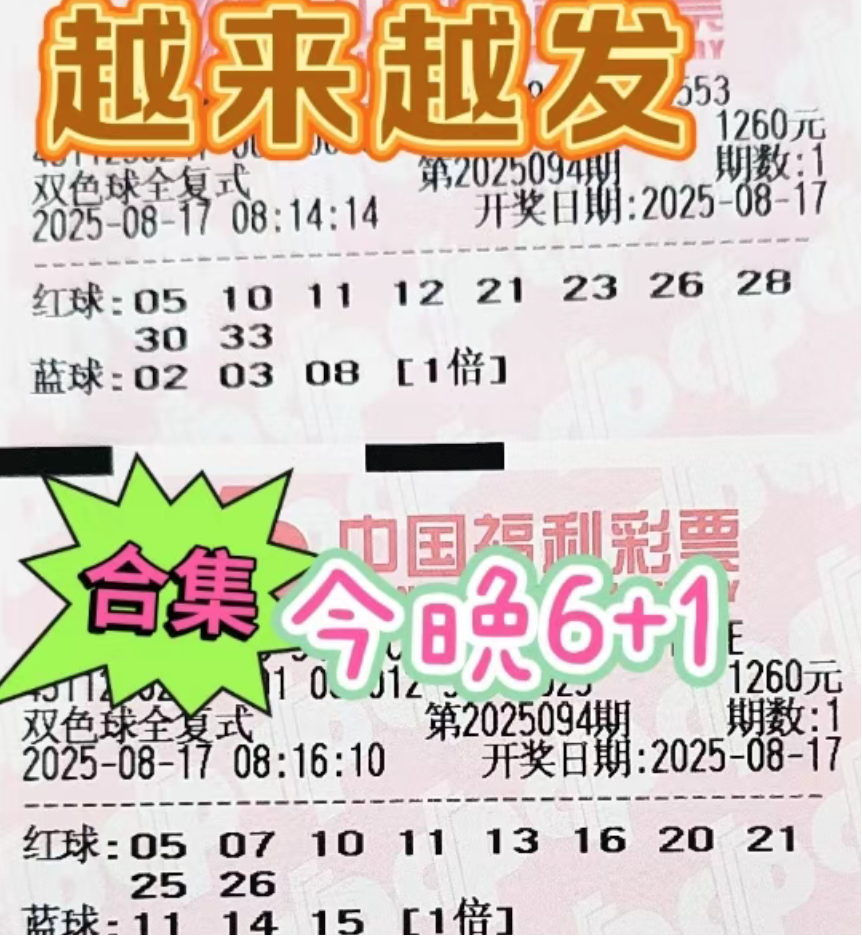 越来越发
553
1260元
双色球全复式 第2025094期 期数:1
2025-08-17 08:14:14 开奖日期:2025-08-17
红球:05 10 11 12 21 23 26 28
30 33
蓝球:02 03 08 [1倍]
中国福利彩票
合集
今晚6+1
E
1260元
双色球全复式 第2025094期 期数:1
2025-08-17 08:16:10 开奖日期:2025-08-17
红球:05 07 10 11 13 16 20 21
25 26
蓝球:11 14 15 [1倍]